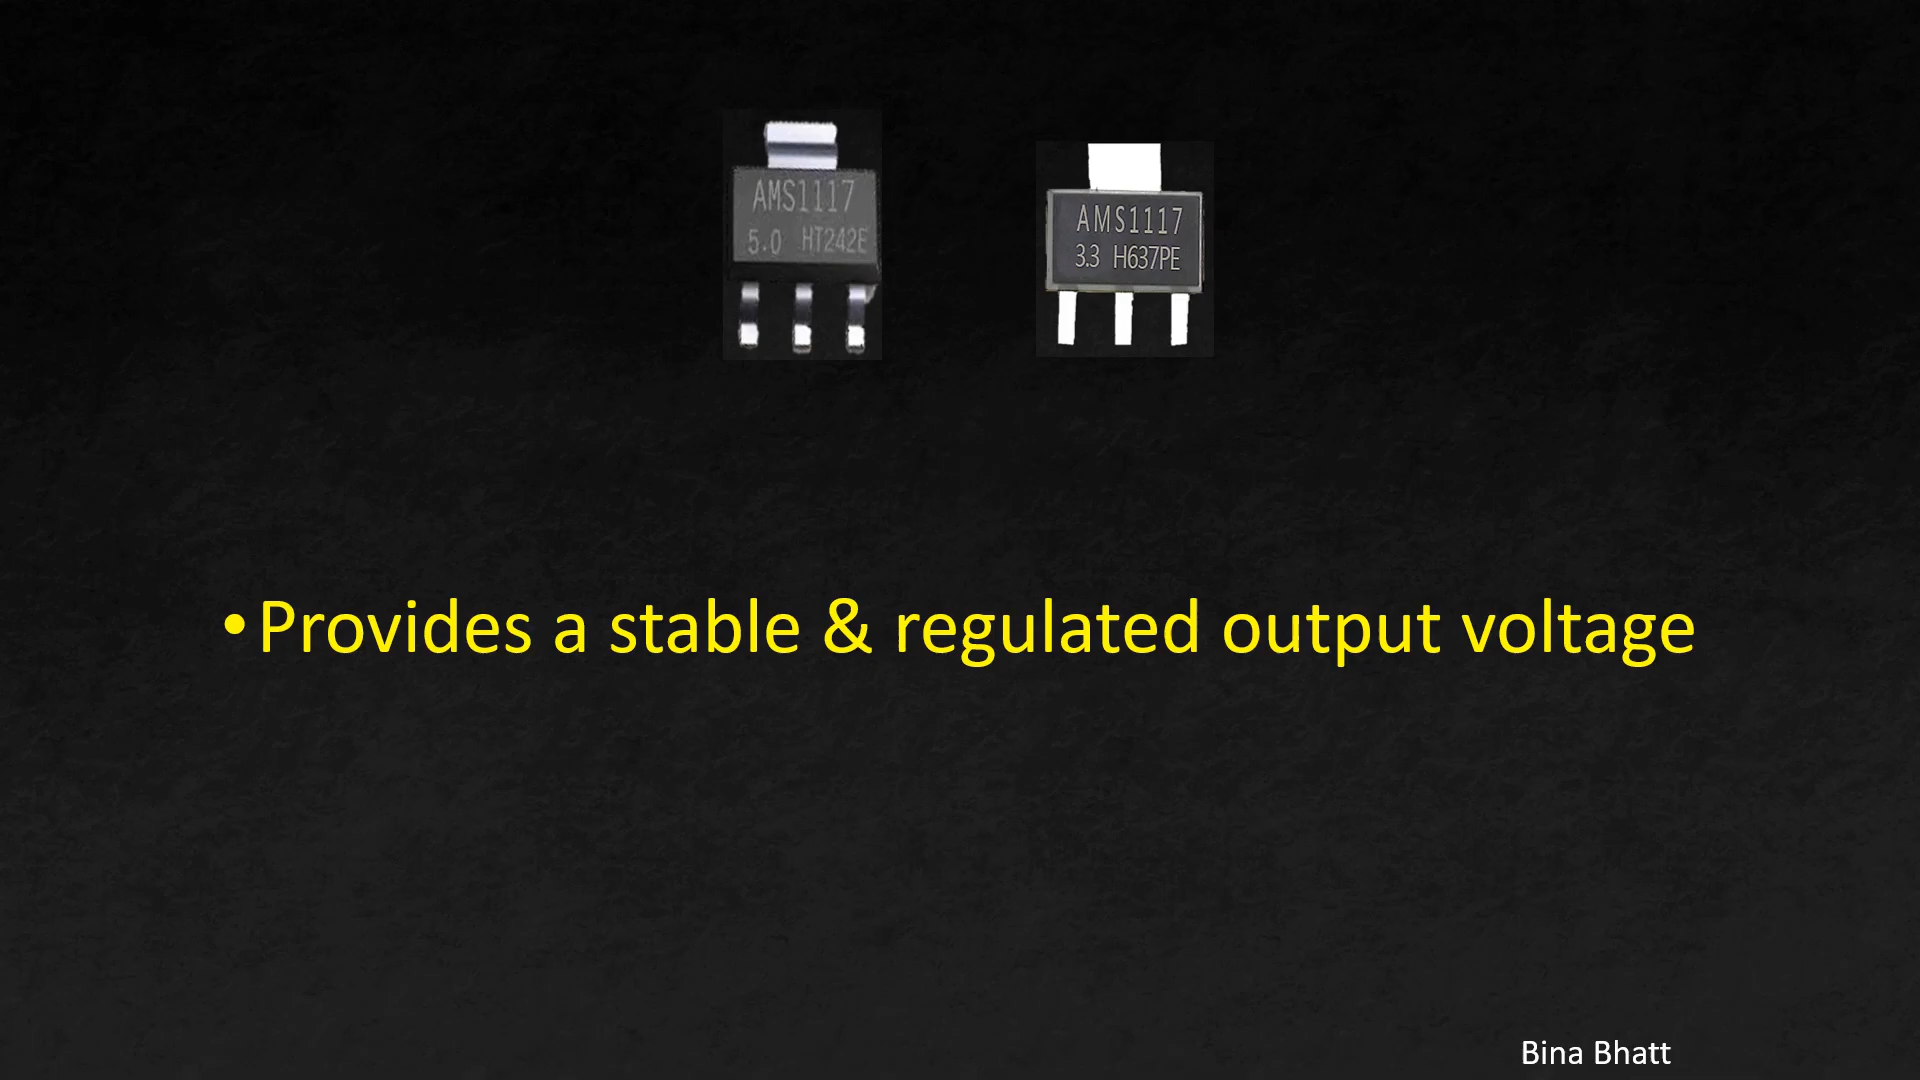 AMS1117
5.0 HT242E
AMS1117
3.3 H637PE
• Provides a stable & regulated output voltage
Bina Bhatt